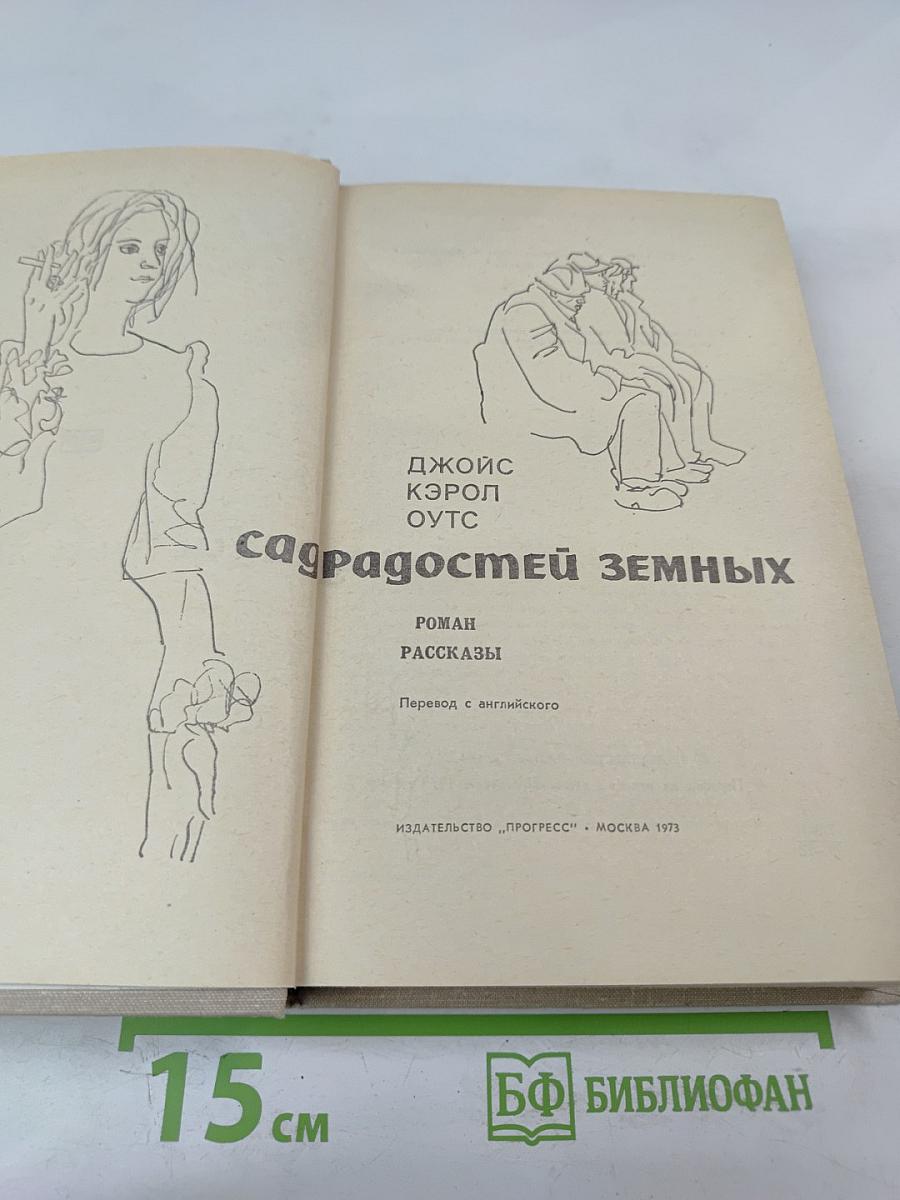 ДЖОЙС
КЭРОЛ
ОУТС
сад радостей земных
РОМАН
РАССКАЗЫ
Перевод с английского
ИЗДАТЕЛЬСТВО „ПРОГРЕСС" • МОСКВА 1973
15 см
БФ БИБЛИОФАН